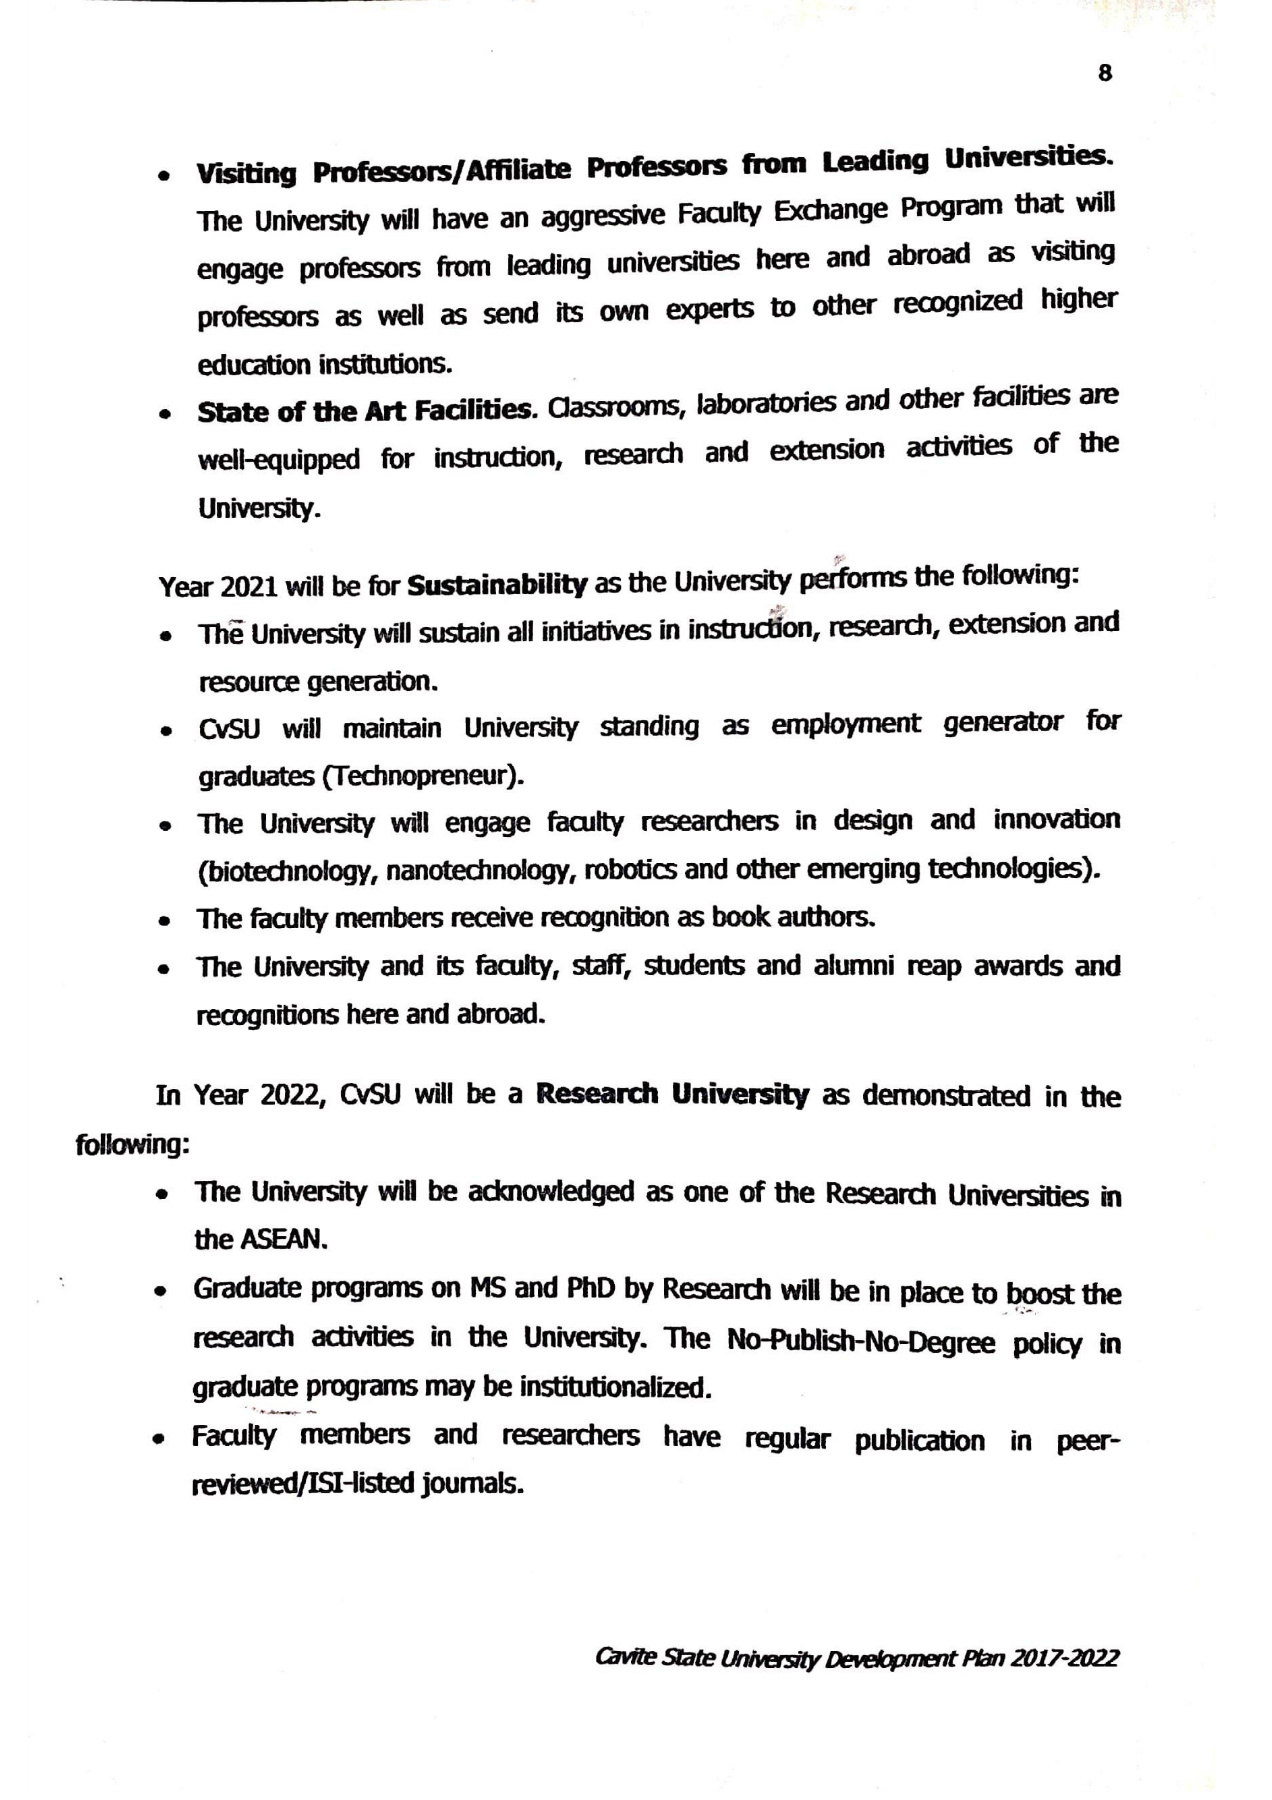 8
• Visiting Professors/Affiliate Professors from Leading Universities.
The University will have an aggressive Faculty Exchange Program that will
engage professors from leading universities here and abroad as visiting
professors as well as send its own experts to other recognized higher
education institutions.
• State of the Art Facilities. Classrooms, laboratories and other facilities are
well-equipped for instruction, research and extension activities of the
University.
Year 2021 will be for Sustainability as the University performs the following:
• The University will sustain all initiatives in instruction, research, extension and
resource generation.
• CvSU will maintain University standing as employment generator for
graduates (Technopreneur).
• The University will engage faculty researchers in design and innovation
(biotechnology, nanotechnology, robotics and other emerging technologies).
• The faculty members receive recognition as book authors.
• The University and its faculty, staff, students and alumni reap awards and
recognitions here and abroad.
In Year 2022, CvSU will be a Research University as demonstrated in the
following:
• The University will be acknowledged as one of the Research Universities in
the ASEAN.
• Graduate programs on MS and PhD by Research will be in place to boost the
research activities in the University. The No-Publish-No-Degree policy in
graduate programs may be institutionalized.
• Faculty members and researchers have regular publication in peer-
reviewed/ISI-listed journals.
Cavite State University Development Plan 2017-2022